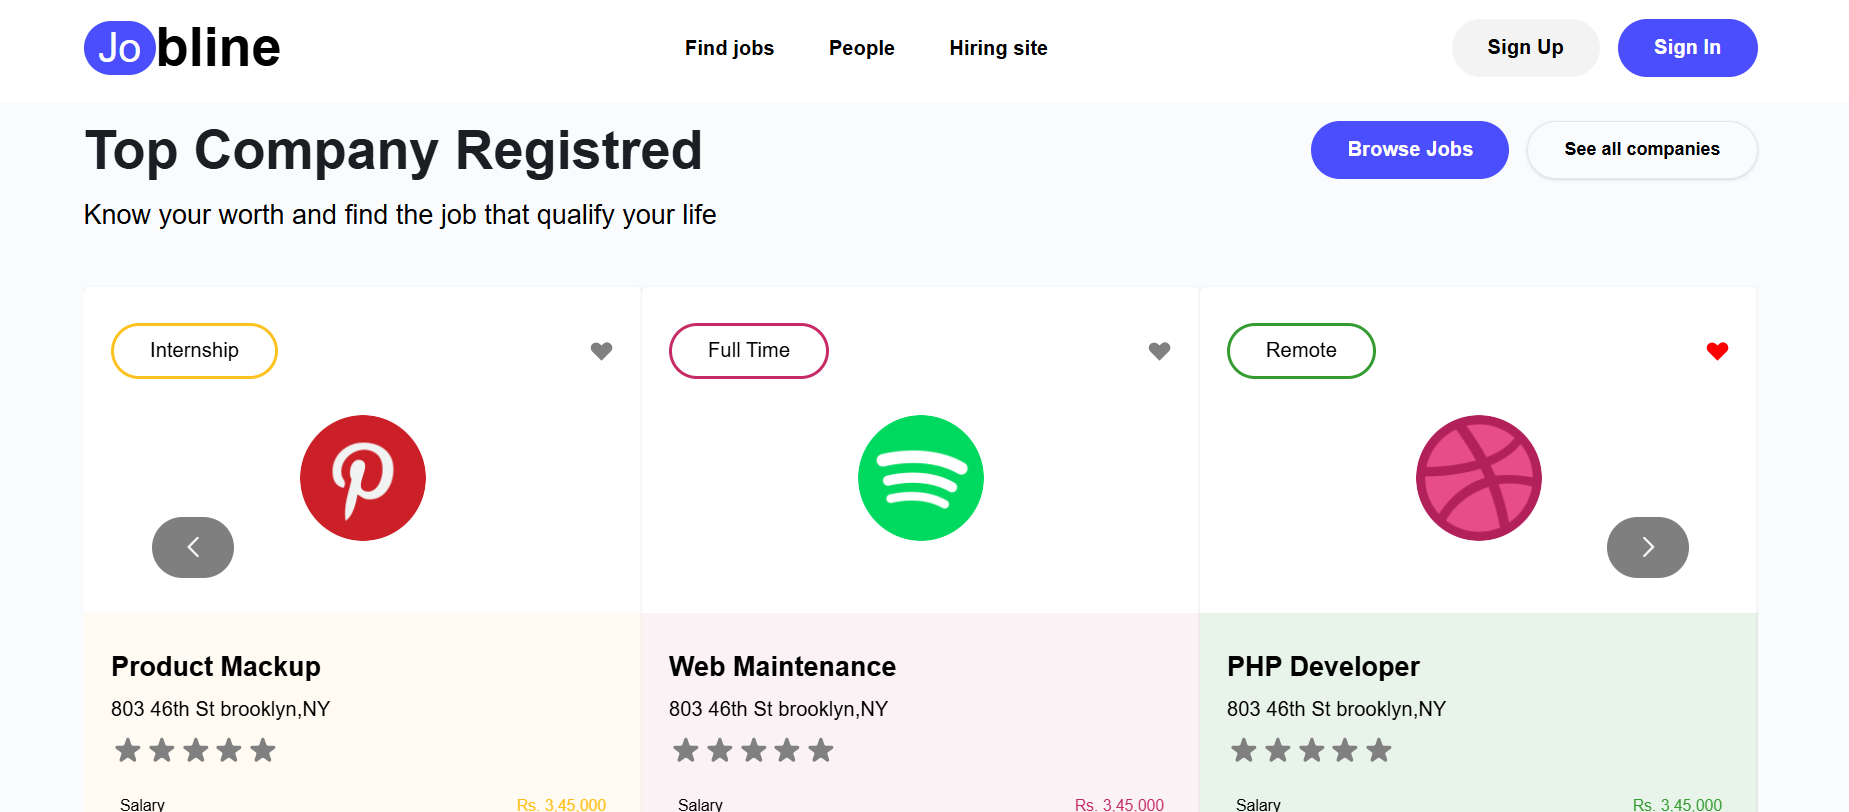 Jobline
Find jobs People Hiring site
Sign Up Sign In
Top Company Registred
Browse Jobs See all companies
Know your worth and find the job that qualify your life
Internship Full Time Remote
Product Mackup Web Maintenance PHP Developer
803 46th St brooklyn,NY 803 46th St brooklyn,NY 803 46th St brooklyn,NY
Salary Rs. 3,45,000 Salary Rs. 3,45,000 Salary Rs. 3,45,000